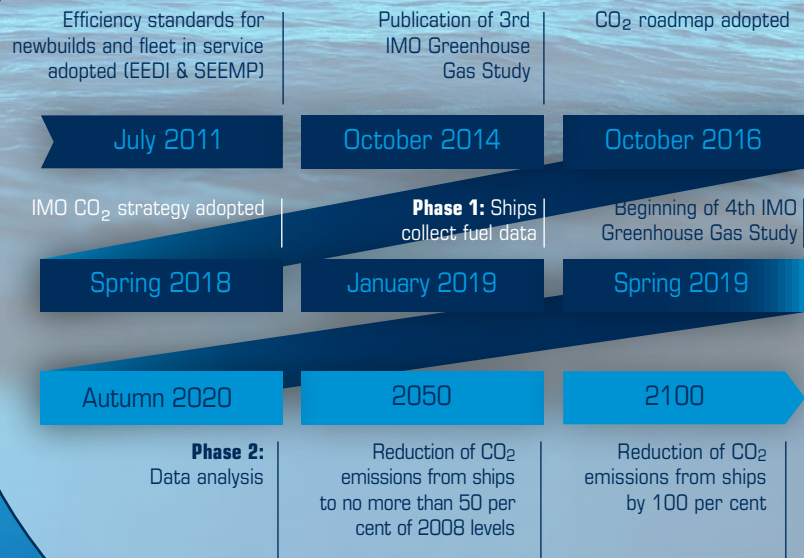 Efficiency standards for
newbuilds and fleet in service
adopted (EEDI & SEEMP)
Publication of 3rd
IMO Greenhouse
Gas Study
CO₂ roadmap adopted
July 2011
October 2014
October 2016
IMO CO₂ strategy adopted
Phase 1: Ships
collect fuel data
Beginning of 4th IMO
Greenhouse Gas Study
Spring 2018
January 2019
Spring 2019
Autumn 2020
2050
2100
Phase 2:
Data analysis
Reduction of CO₂
emissions from ships
to no more than 50 per
cent of 2008 levels
Reduction of CO₂
emissions from ships
by 100 per cent